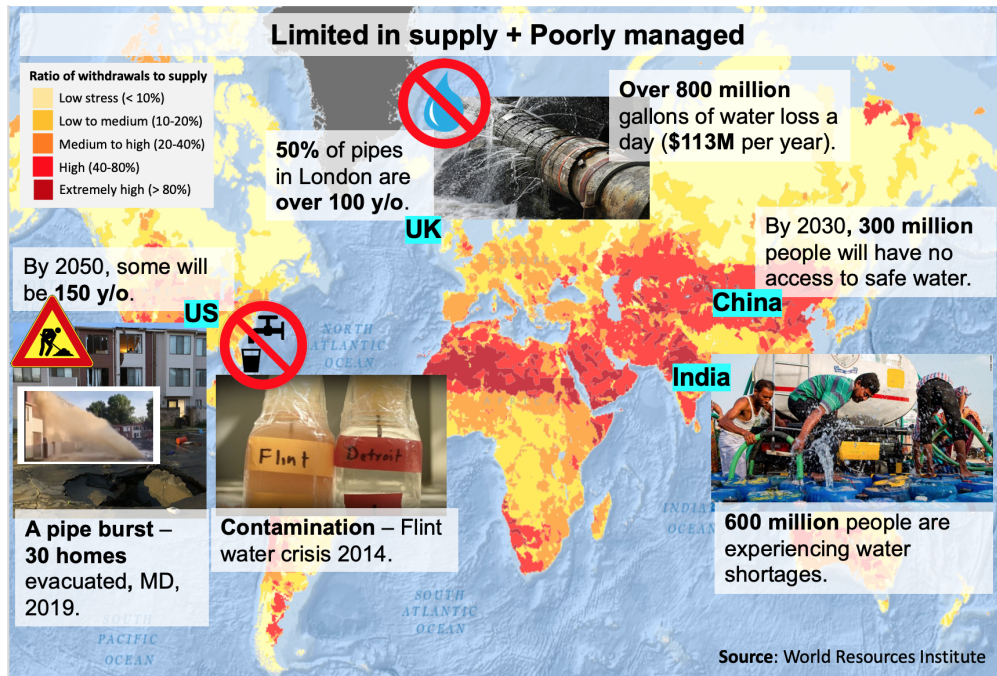 Limited in supply + Poorly managed
Ratio of withdrawals to supply
Low stress (< 10%)
Low to medium (10-20%)
Medium to high (20-40%)
High (40-80%)
Extremely high (> 80%)
50% of pipes
in London are
over 100 y/o.
Over 800 million
gallons of water loss a
day ($113M per year).
UK
By 2030, 300 million
people will have no
access to safe water.
By 2050, some will
be 150 y/o.
US
China
India
NORTH
ATLANTIC
OCEAN
Flint
Detroit
A pipe burst –
30 homes
evacuated, MD,
2019.
Contamination – Flint
water crisis 2014.
600 million people are
experiencing water
shortages.
SOUTH
ATLANTIC
OCEAN
SOUTH
PACIFIC
OCEAN
OCEAN
Source: World Resources Institute